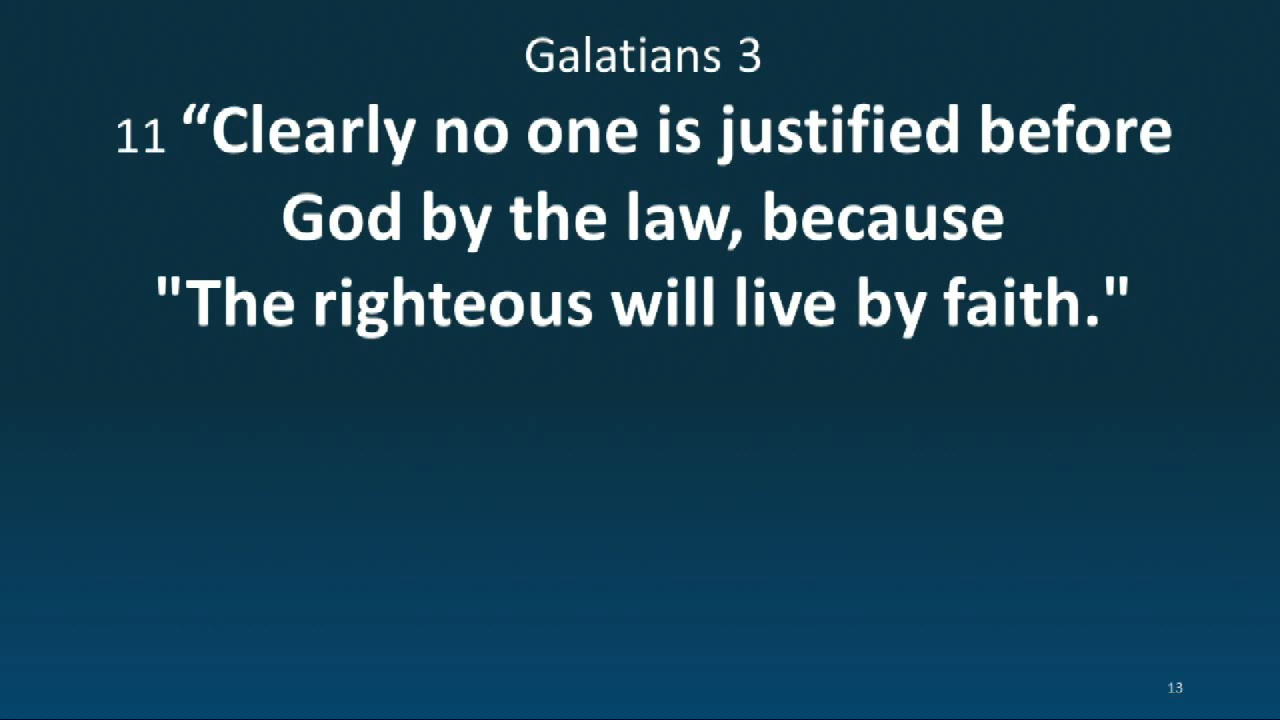 Galatians 3
11 “Clearly no one is justified before
God by the law, because
"The righteous will live by faith."
13